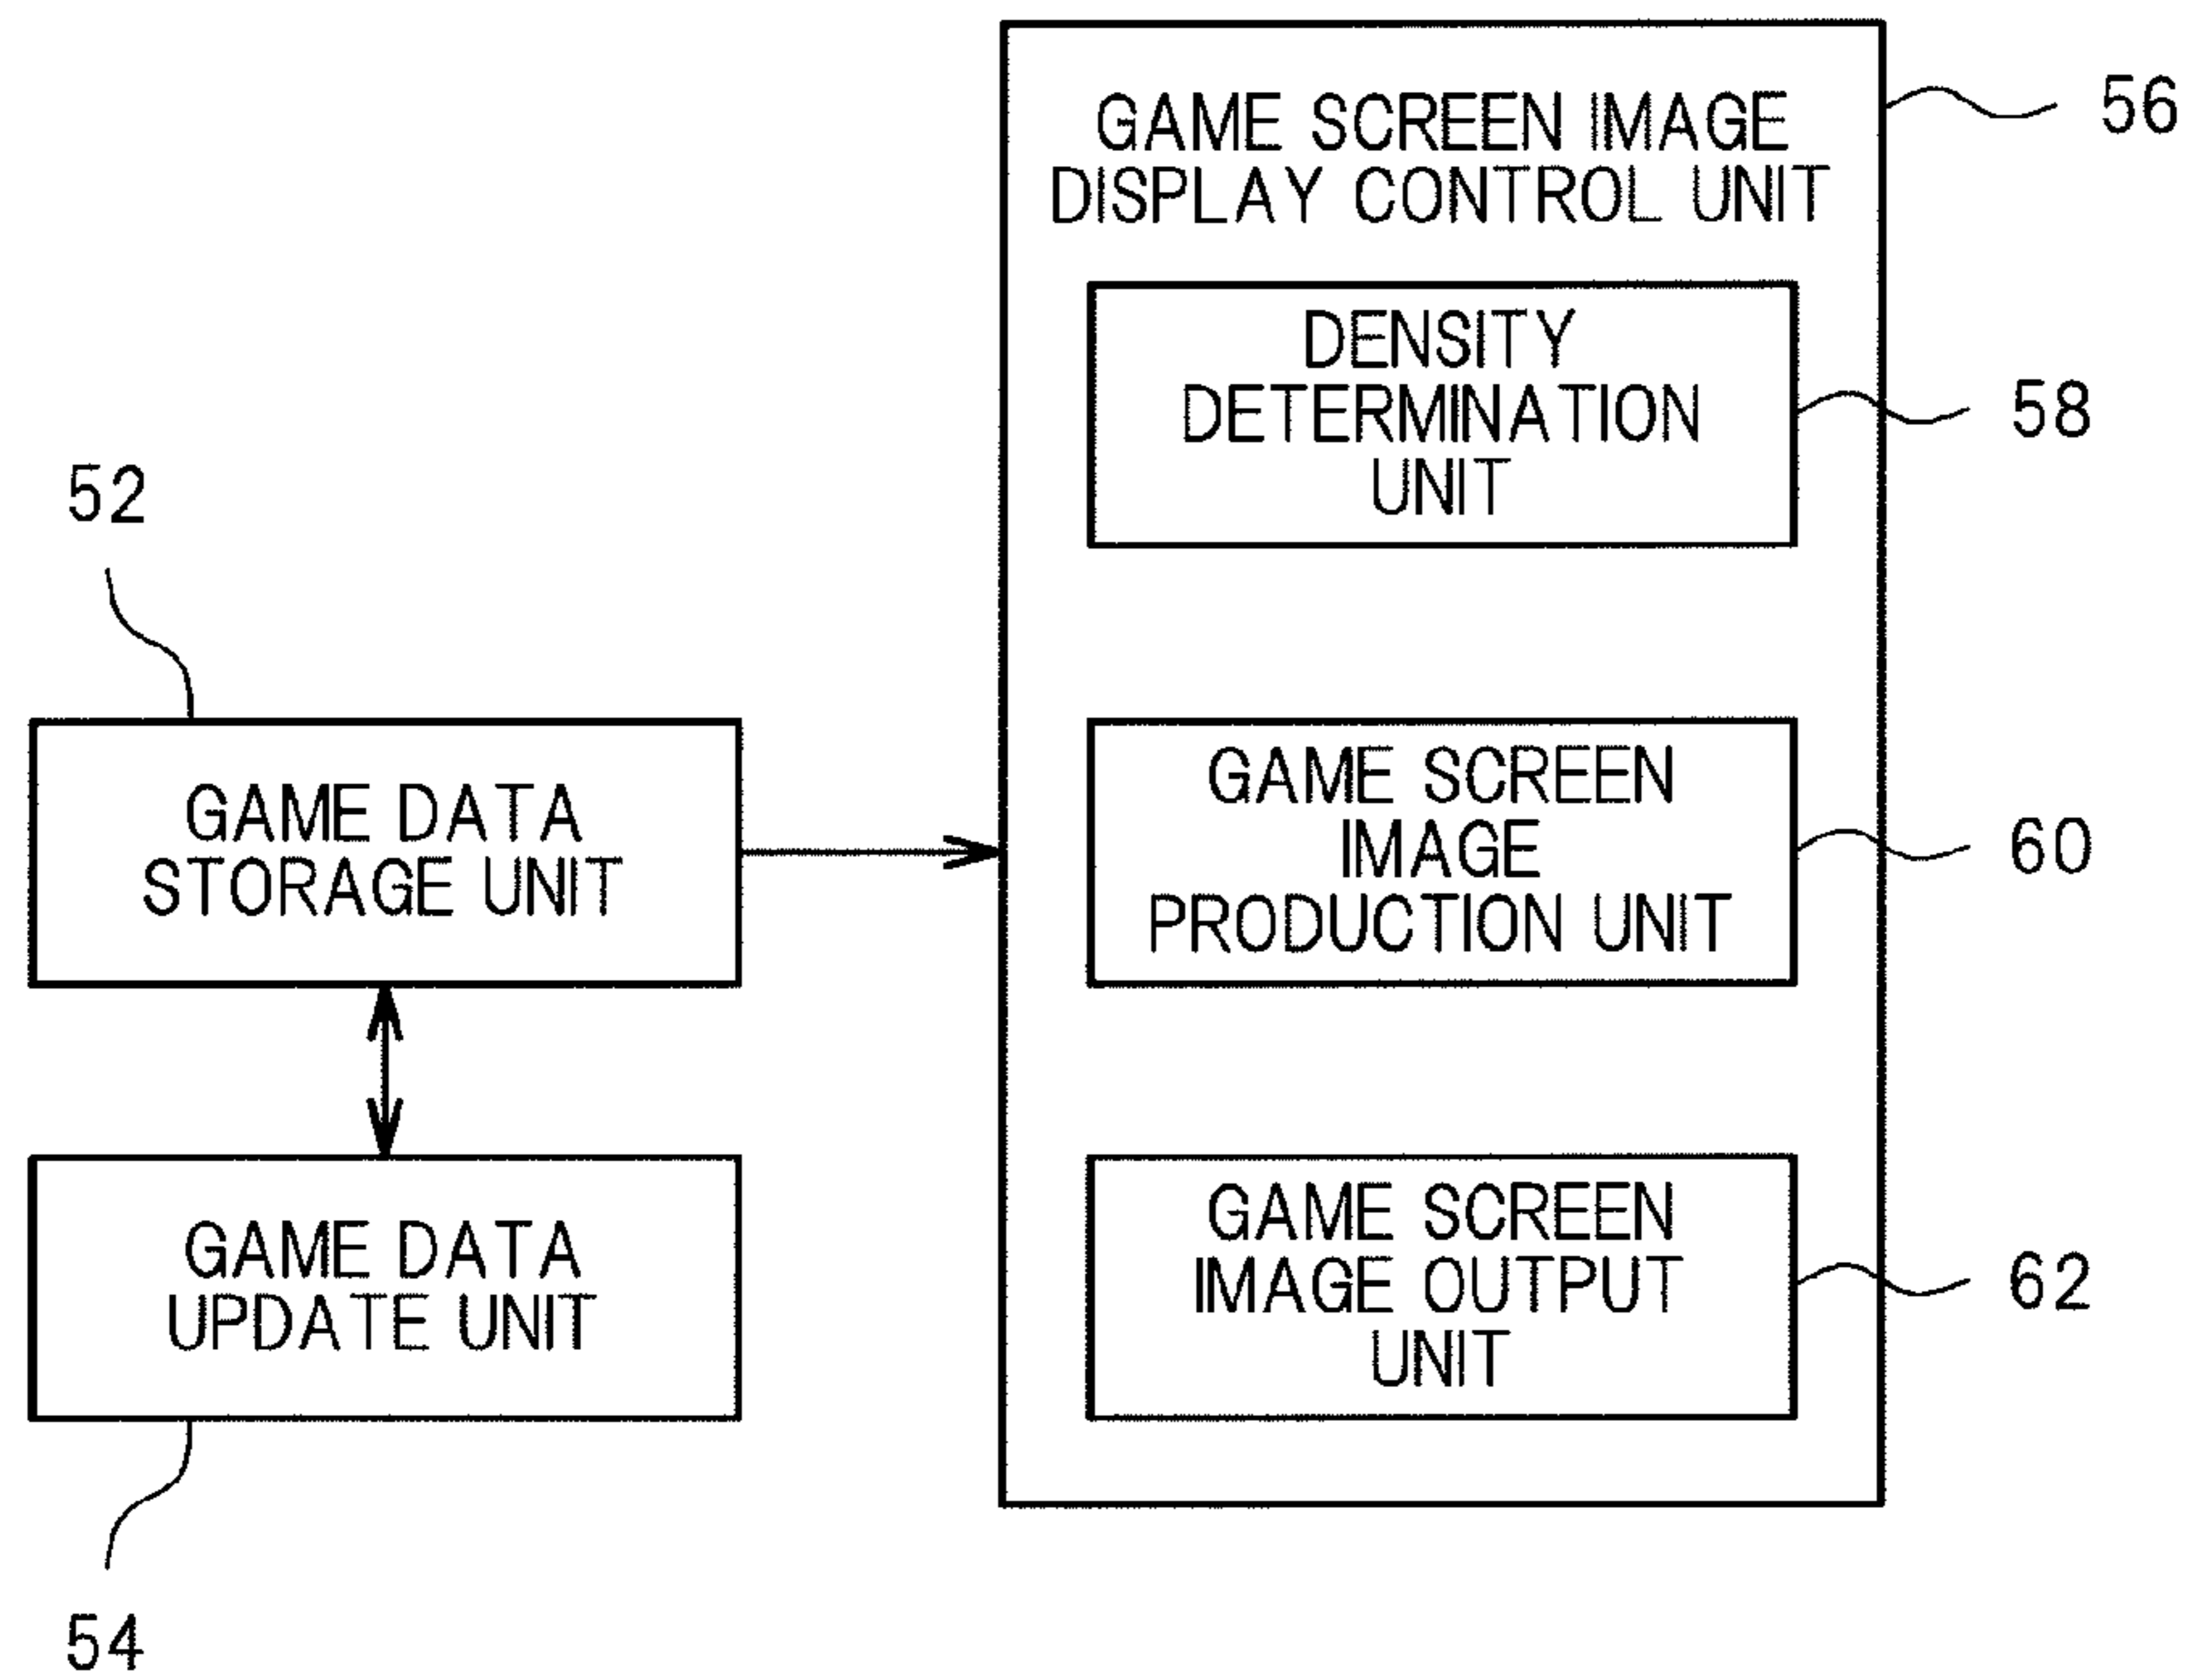 GAME SCREEN IMAGE
DISPLAY CONTROL UNIT
56
DENSITY
DETERMINATION
UNIT
58
52
GAME DATA
STORAGE UNIT
GAME SCREEN
IMAGE
PRODUCTION UNIT
60
GAME DATA
UPDATE UNIT
54
GAME SCREEN
IMAGE OUTPUT
UNIT
62